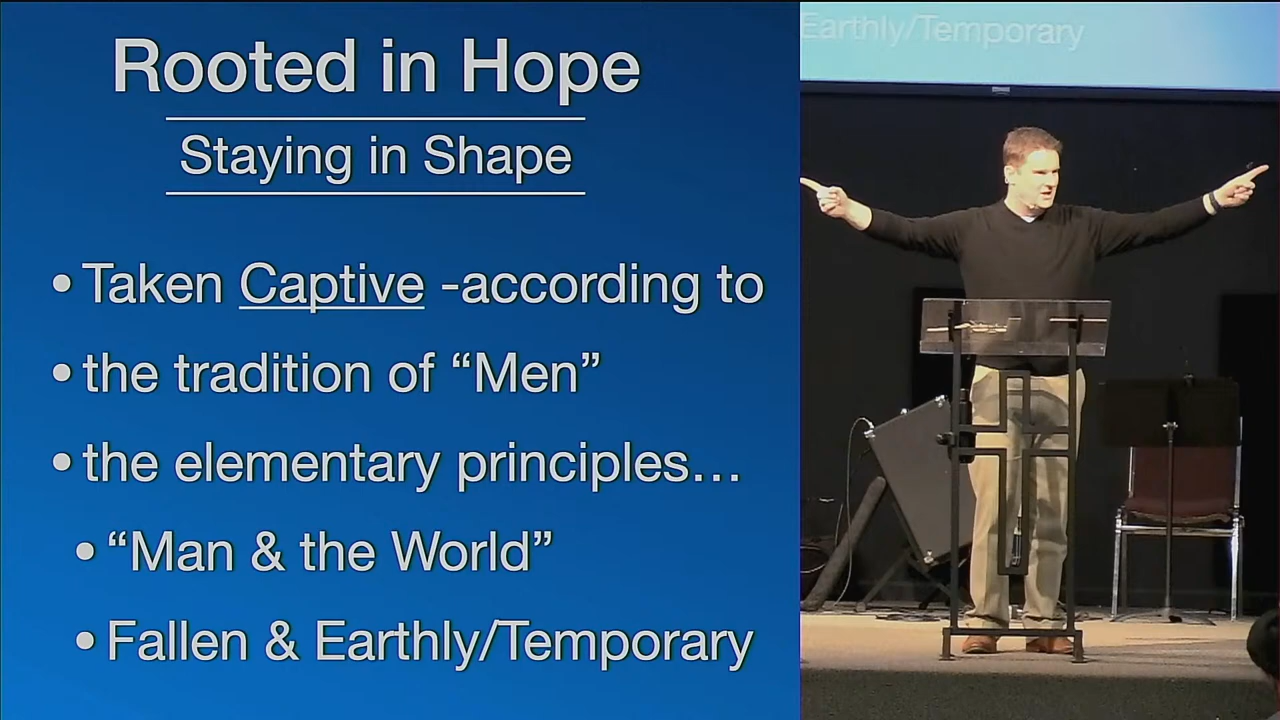 Rooted in Hope
Staying in Shape
• Taken Captive -according to
• the tradition of “Men”
• the elementary principles…
• “Man & the World”
• Fallen & Earthly/Temporary
Earthly/Temporary